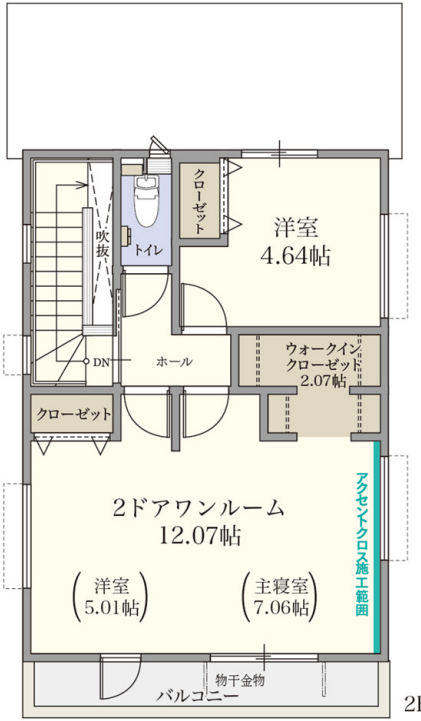 クローゼット
洋室
4.64帖
吹抜
トイレ
DN
ホール
ウォークイン
クローゼット
2.07帖
クローゼット
2ドアワンルーム
12.07帖
(洋室
5.01帖)
(主寝室
7.06帖)
アクセントクロス施工範囲
物干金物
バルコニー